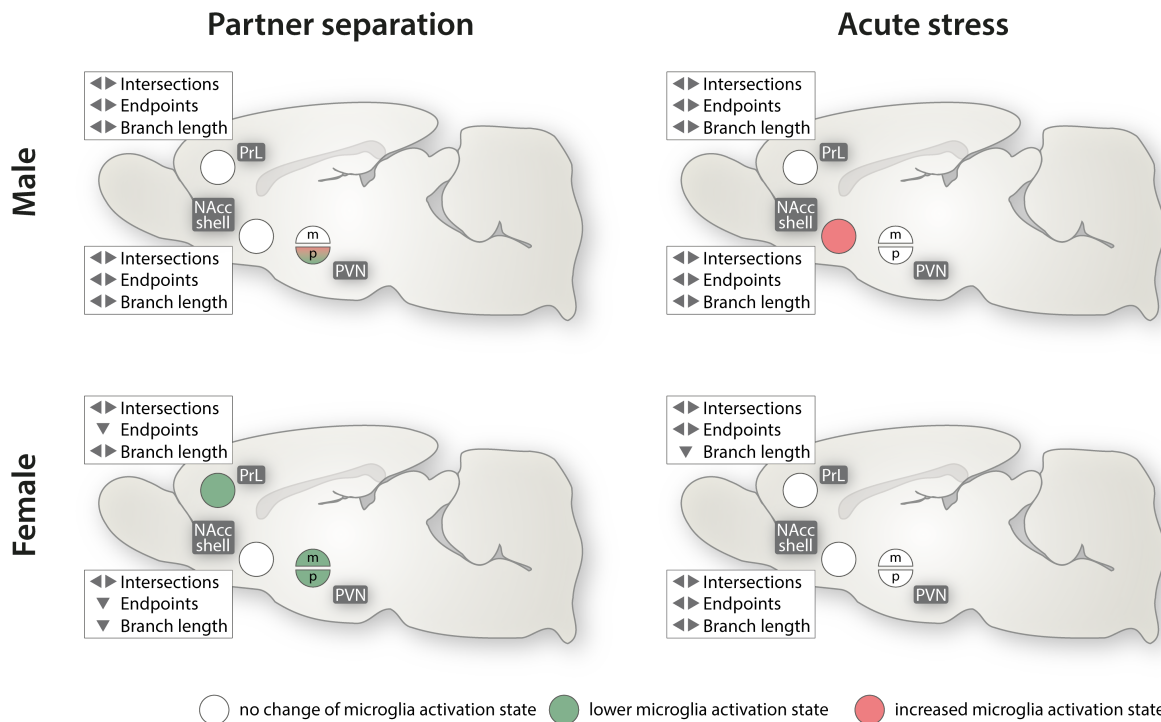 Partner separation
Acute stress
Male
Intersections
Endpoints
Branch length
PrL
NAcc
shell
m
p
PVN
Intersections
Endpoints
Branch length
Intersections
Endpoints
Branch length
PrL
NAcc
shell
m
p
PVN
Intersections
Endpoints
Branch length
Female
Intersections
Endpoints
Branch length
PrL
NAcc
shell
m
p
PVN
Intersections
Endpoints
Branch length
Intersections
Endpoints
Branch length
PrL
NAcc
shell
m
p
PVN
Intersections
Endpoints
Branch length
no change of microglia activation state
lower microglia activation state
increased microglia activation state